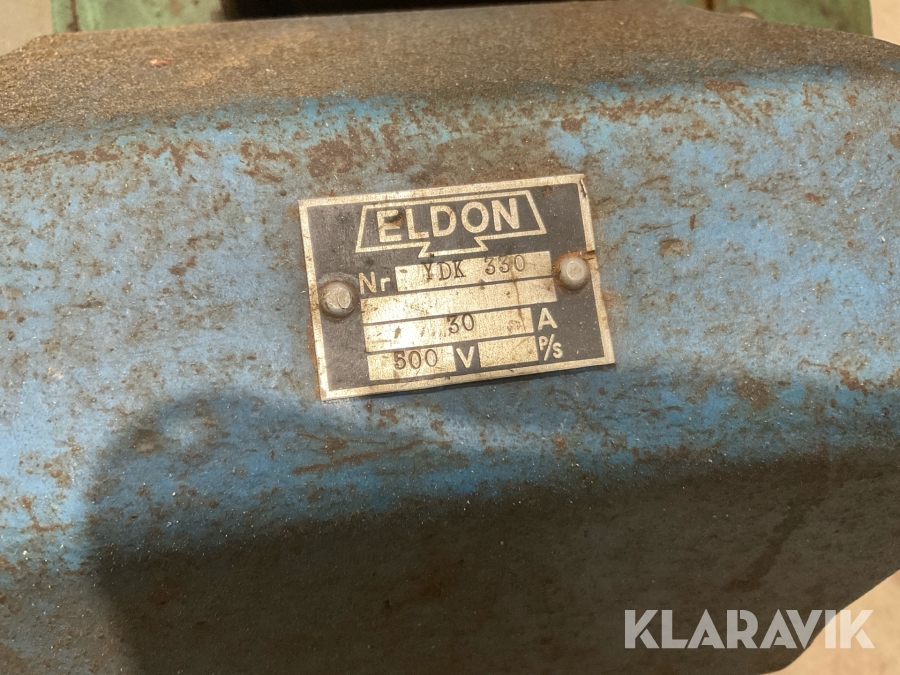 ELDON
Nr YDK 330
30 A
500 V P/S
KLARAVIK